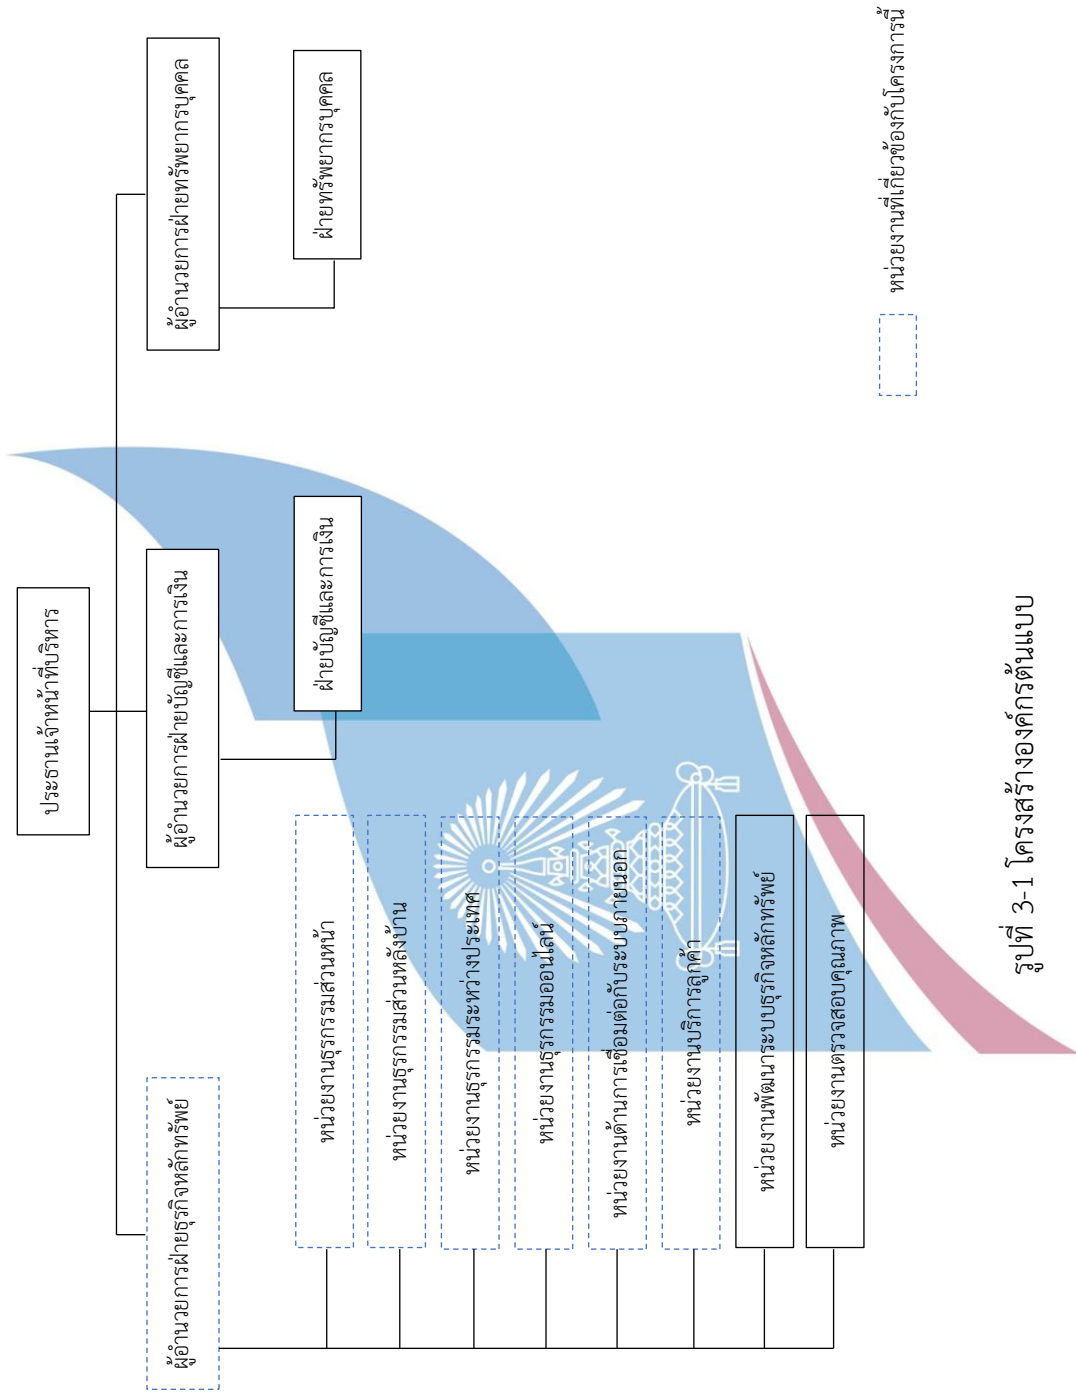 ประธานเจ้าหน้าที่บริหาร
ผู้อำนวยการฝ่ายธุรกิจหลักทรัพย์
ผู้อำนวยการฝ่ายบัญชีและการเงิน
ผู้อำนวยการฝ่ายทรัพยากรบุคคล
หน่วยงานธุรกรรมส่วนหน้า
ฝ่ายบัญชีและการเงิน
ฝ่ายทรัพยากรบุคคล
หน่วยงานธุรกรรมส่วนหลังบ้าน
หน่วยงานธุรกรรมระหว่างประเทศ
หน่วยงานธุรกรรมออนไลน์
หน่วยงานด้านการเชื่อมต่อกับระบบภายนอก
หน่วยงานบริการลูกค้า
หน่วยงานพัฒนาระบบธุรกิจหลักทรัพย์
หน่วยงานตรวจสอบคุณภาพ
หน่วยงานที่เกี่ยวข้องกับโครงการนี้
รูปที่ 3-1 โครงสร้างองค์กรต้นแบบ